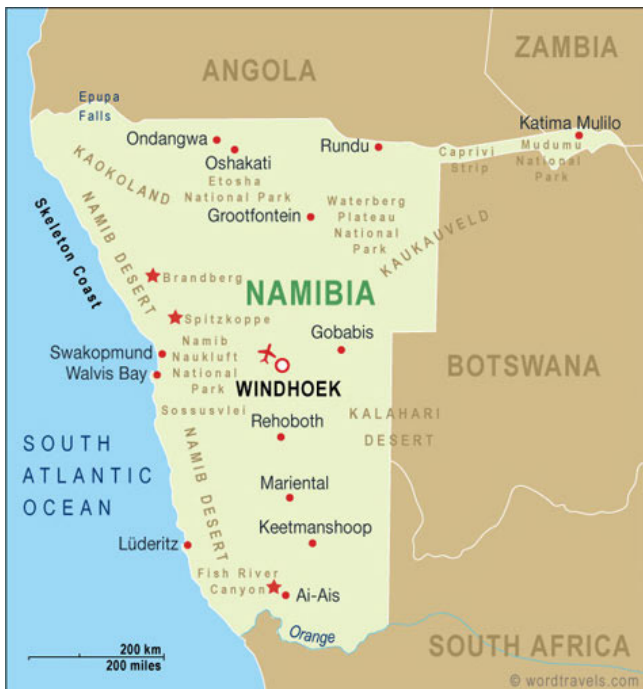 ANGOLA
ZAMBIA
Epupa
Falls
Ondangwa
Oshakati
Rundu
Katima Mulilo
KAOKOLAND
Etosha
National Park
Caprivi
Strip
Mudumu
National
Park
Grootfontein
Waterberg
Plateau
National
Park
KAUKAUVELD
Skeleton Coast
NAMIB DESERT
Brandberg
NAMIBIA
Spitzkoppe
Gobabis
Swakopmund
Walvis Bay
Namib
Naukluft
National
Park
WINDHOEK
BOTSWANA
Sossusvlei
Rehoboth
KALAHARI
DESERT
SOUTH
ATLANTIC
OCEAN
NAMIB DESERT
Mariental
Keetmanshoop
Lüderitz
Fish River
Canyon
Ai-Ais
Orange
SOUTH AFRICA
200 km
200 miles
© wordtravels.com